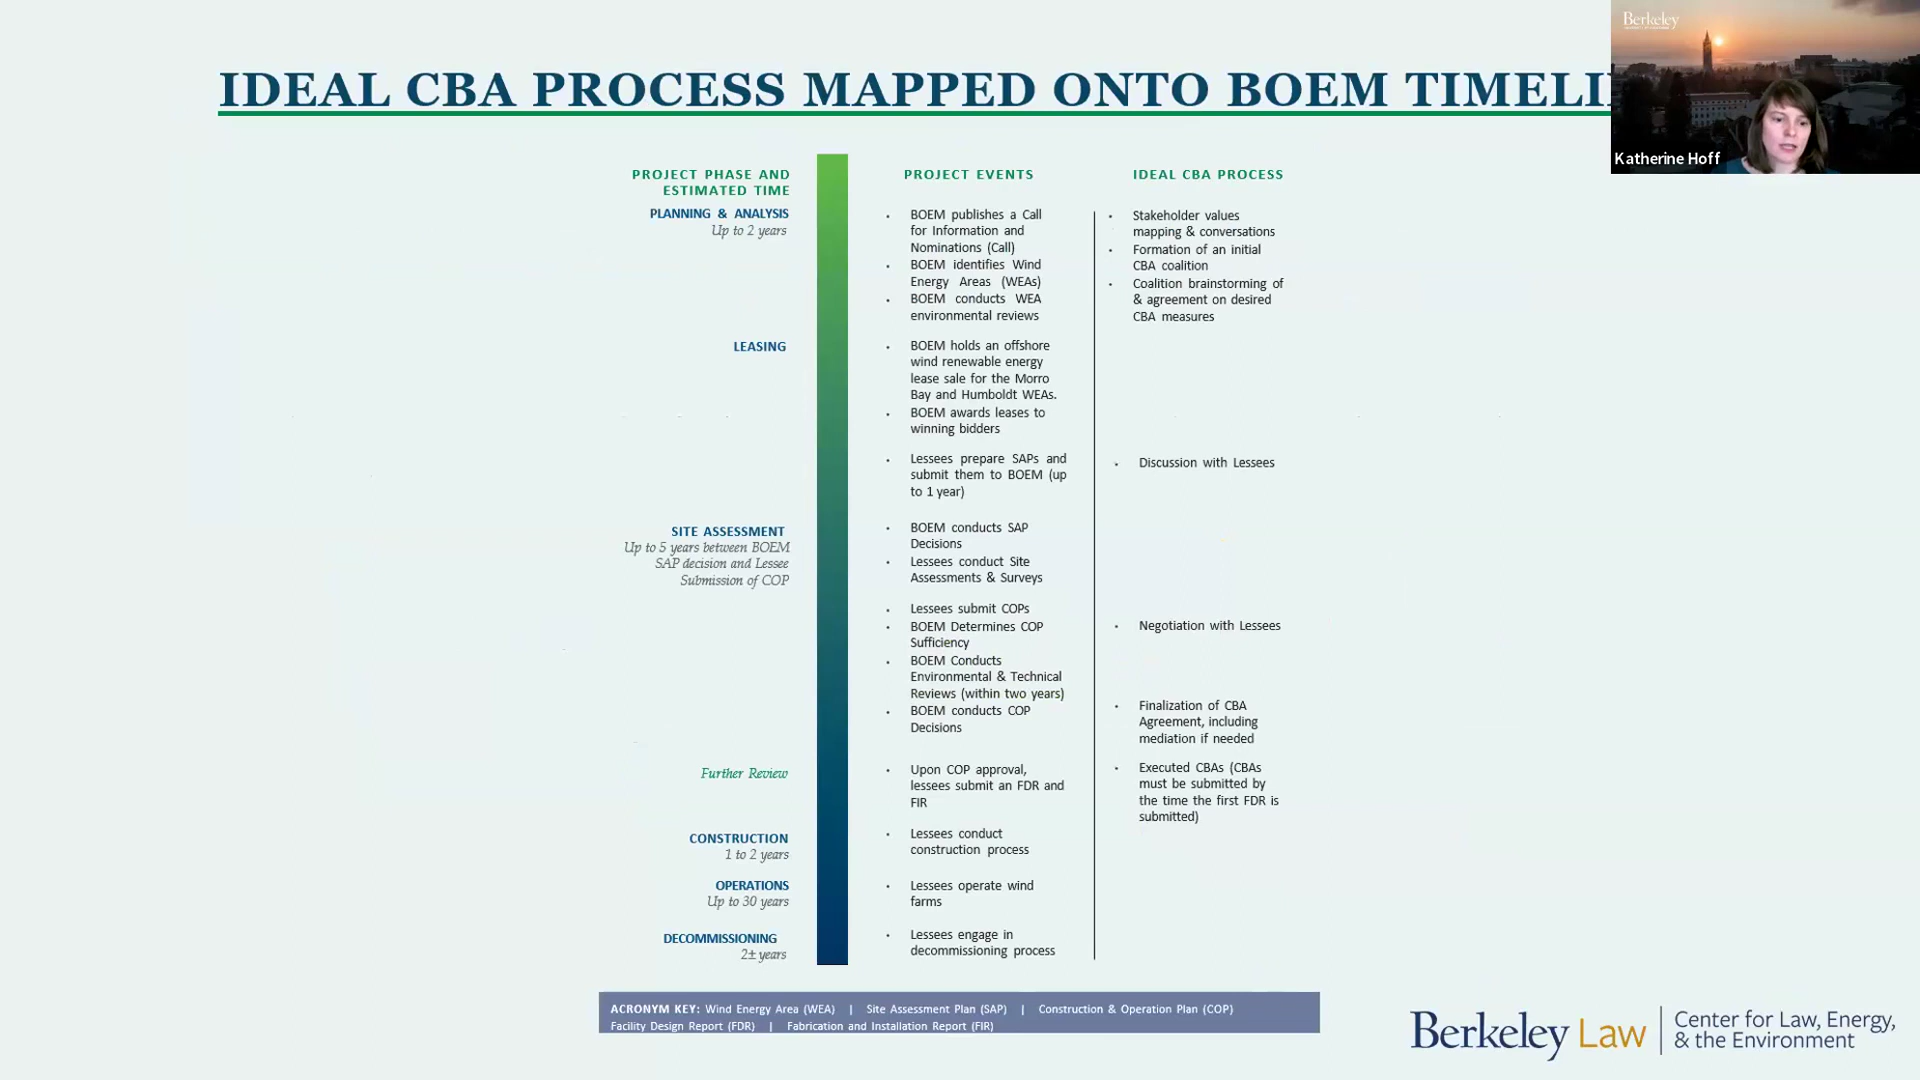 IDEAL CBA PROCESS MAPPED ONTO BOEM TIMELI
Berkeley
Katherine Hoff
PROJECT PHASE AND
ESTIMATED TIME
PLANNING & ANALYSIS
Up to 2 years
LEASING
SITE ASSESSMENT
Up to 5 years between BOEM
SAP decision and Lessee
Submission of COP
Further Review
CONSTRUCTION
1 to 2 years
OPERATIONS
Up to 30 years
DECOMMISSIONING
2± years
PROJECT EVENTS
• BOEM publishes a Call
for Information and
Nominations (Call)
• BOEM identifies Wind
Energy Areas (WEAs)
• BOEM conducts WEA
environmental reviews
• BOEM holds an offshore
wind renewable energy
lease sale for the Morro
Bay and Humboldt WEAs.
• BOEM awards leases to
winning bidders
• Lessees prepare SAPs and
submit them to BOEM (up
to 1 year)
• BOEM conducts SAP
Decisions
• Lessees conduct Site
Assessments & Surveys
• Lessees submit COPs
• BOEM Determines COP
Sufficiency
• BOEM Conducts
Environmental & Technical
Reviews (within two years)
• BOEM conducts COP
Decisions
• Upon COP approval,
lessees submit an FDR and
FIR
• Lessees conduct
construction process
• Lessees operate wind
farms
• Lessees engage in
decommissioning process
IDEAL CBA PROCESS
• Stakeholder values
mapping & conversations
• Formation of an initial
CBA coalition
• Coalition brainstorming of
& agreement on desired
CBA measures
• Discussion with Lessees
• Negotiation with Lessees
• Finalization of CBA
Agreement, including
mediation if needed
• Executed CBAs (CBAs
must be submitted by
the time the first FDR is
submitted)
ACRONYM KEY: Wind Energy Area (WEA) | Site Assessment Plan (SAP) | Construction & Operation Plan (COP)
Facility Design Report (FDR) | Fabrication and Installation Report (FIR)
Berkeley Law
Center for Law, Energy,
& the Environment